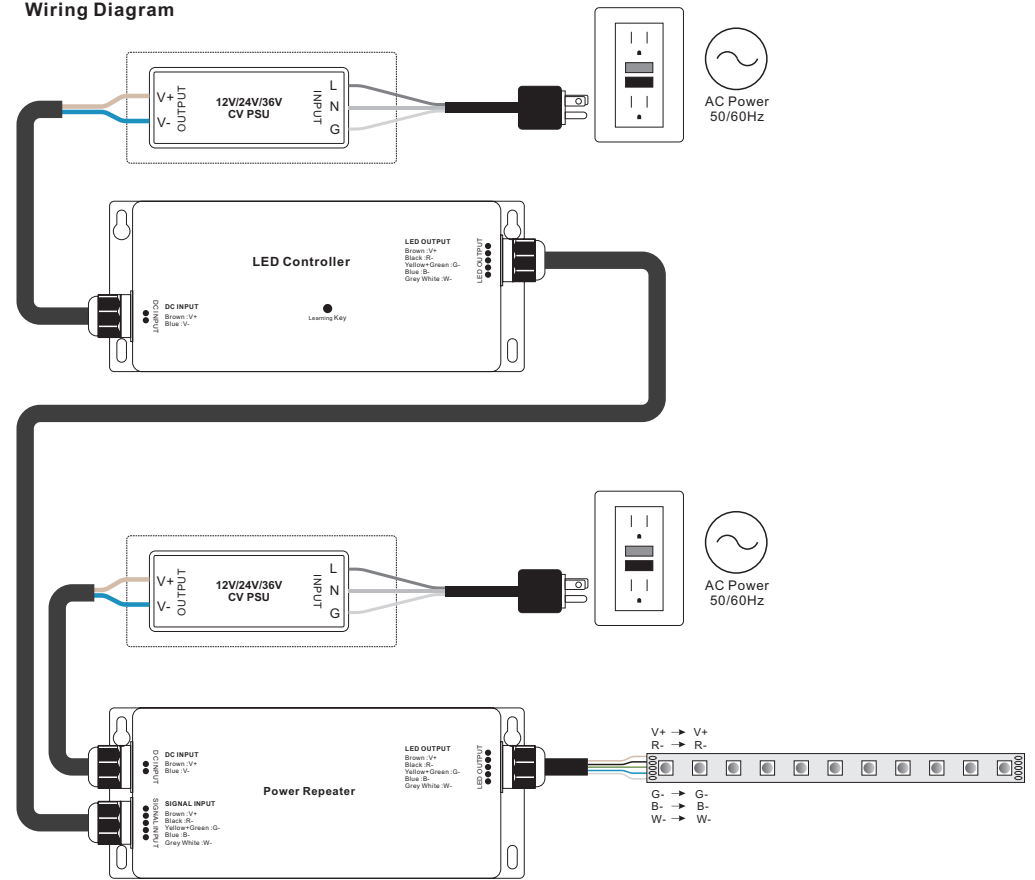 Wiring Diagram
V+
V-
OUTPUT
12V/24V/36V
CV PSU
INPUT
L
N
G
AC Power
50/60Hz
LED Controller
LED OUTPUT
Brown :V+
Black :R-
Yellow+Green :G-
Blue :B-
Grey White :W-
LED OUTPUT
DC INPUT
DC INPUT
Brown :V+
Blue :V-
Learning Key
V+
V-
OUTPUT
12V/24V/36V
CV PSU
INPUT
L
N
G
AC Power
50/60Hz
DC INPUT
DC INPUT
Brown :V+
Blue :V-
LED OUTPUT
Brown :V+
Black :R-
Yellow+Green :G-
Blue :B-
Grey White :W-
LED OUTPUT
Power Repeater
SIGNAL INPUT
SIGNAL INPUT
Brown :V+
Black :R-
Yellow+Green :G-
Blue :B-
Grey White :W-
V+ → V+
R- → R-
G- → G-
B- → B-
W- → W-